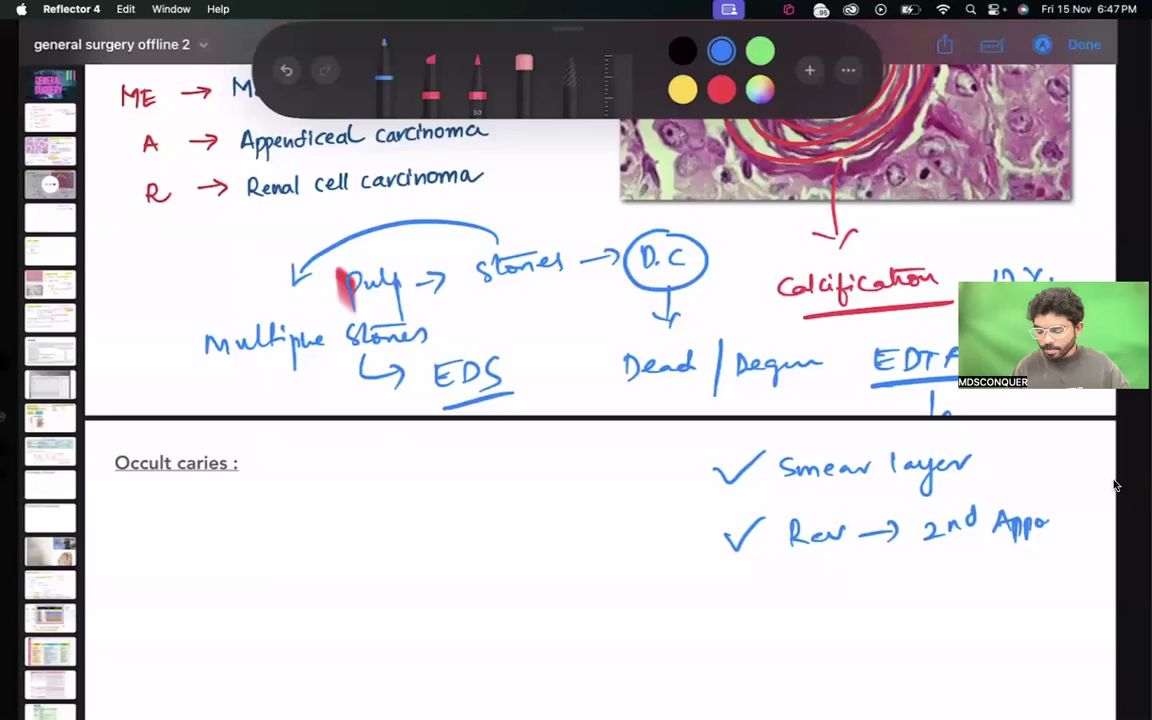 Reflector 4 Edit Window Help Fri 15 Nov 6:47 PM
general surgery offline 2 Done
ME →
A → Appendiceal carcinoma
R → Renal cell carcinoma
Pulp → stones → D.C
Calcification
Multiple stones
Dead / Degen
EDTA
EDS
MDSCONQUER
Occult caries :
✓ Smear layer
✓ Rev → 2nd Appo